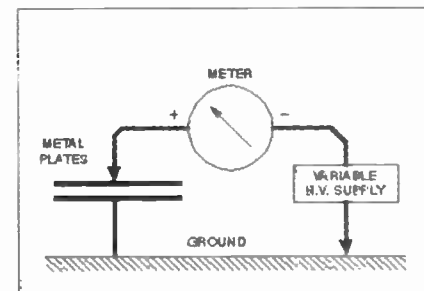 METER
+ −
METAL
PLATES
VARIABLE
H.V. SUPPLY
GROUND